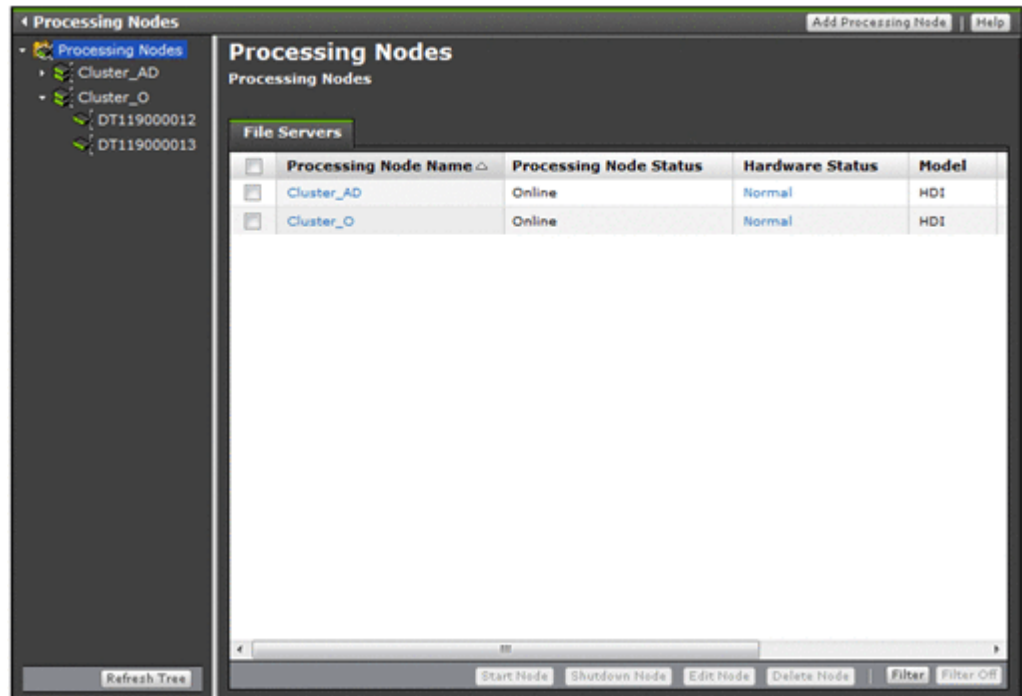 Processing Nodes
Add Processing Node | Help
Processing Nodes
Cluster_AD
Cluster_O
DT119000012
DT119000013
Refresh Tree
Processing Nodes
Processing Nodes
File Servers
Processing Node Name Processing Node Status Hardware Status Model
Cluster_AD Online Normal HDI
Cluster_O Online Normal HDI
Start Node Shutdown Node Edit Node Delete Node | Filter Filter Off